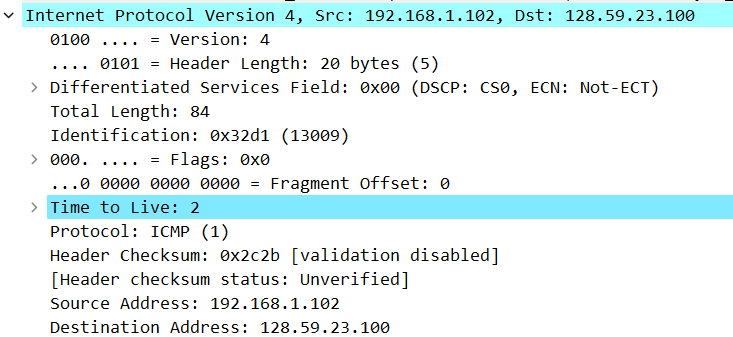 Internet Protocol Version 4, Src: 192.168.1.102, Dst: 128.59.23.100
0100 .... = Version: 4
.... 0101 = Header Length: 20 bytes (5)
Differentiated Services Field: 0x00 (DSCP: CS0, ECN: Not-ECT)
Total Length: 84
Identification: 0x32d1 (13009)
000. .... = Flags: 0x0
...0 0000 0000 0000 = Fragment Offset: 0
Time to Live: 2
Protocol: ICMP (1)
Header Checksum: 0x2c2b [validation disabled]
[Header checksum status: Unverified]
Source Address: 192.168.1.102
Destination Address: 128.59.23.100